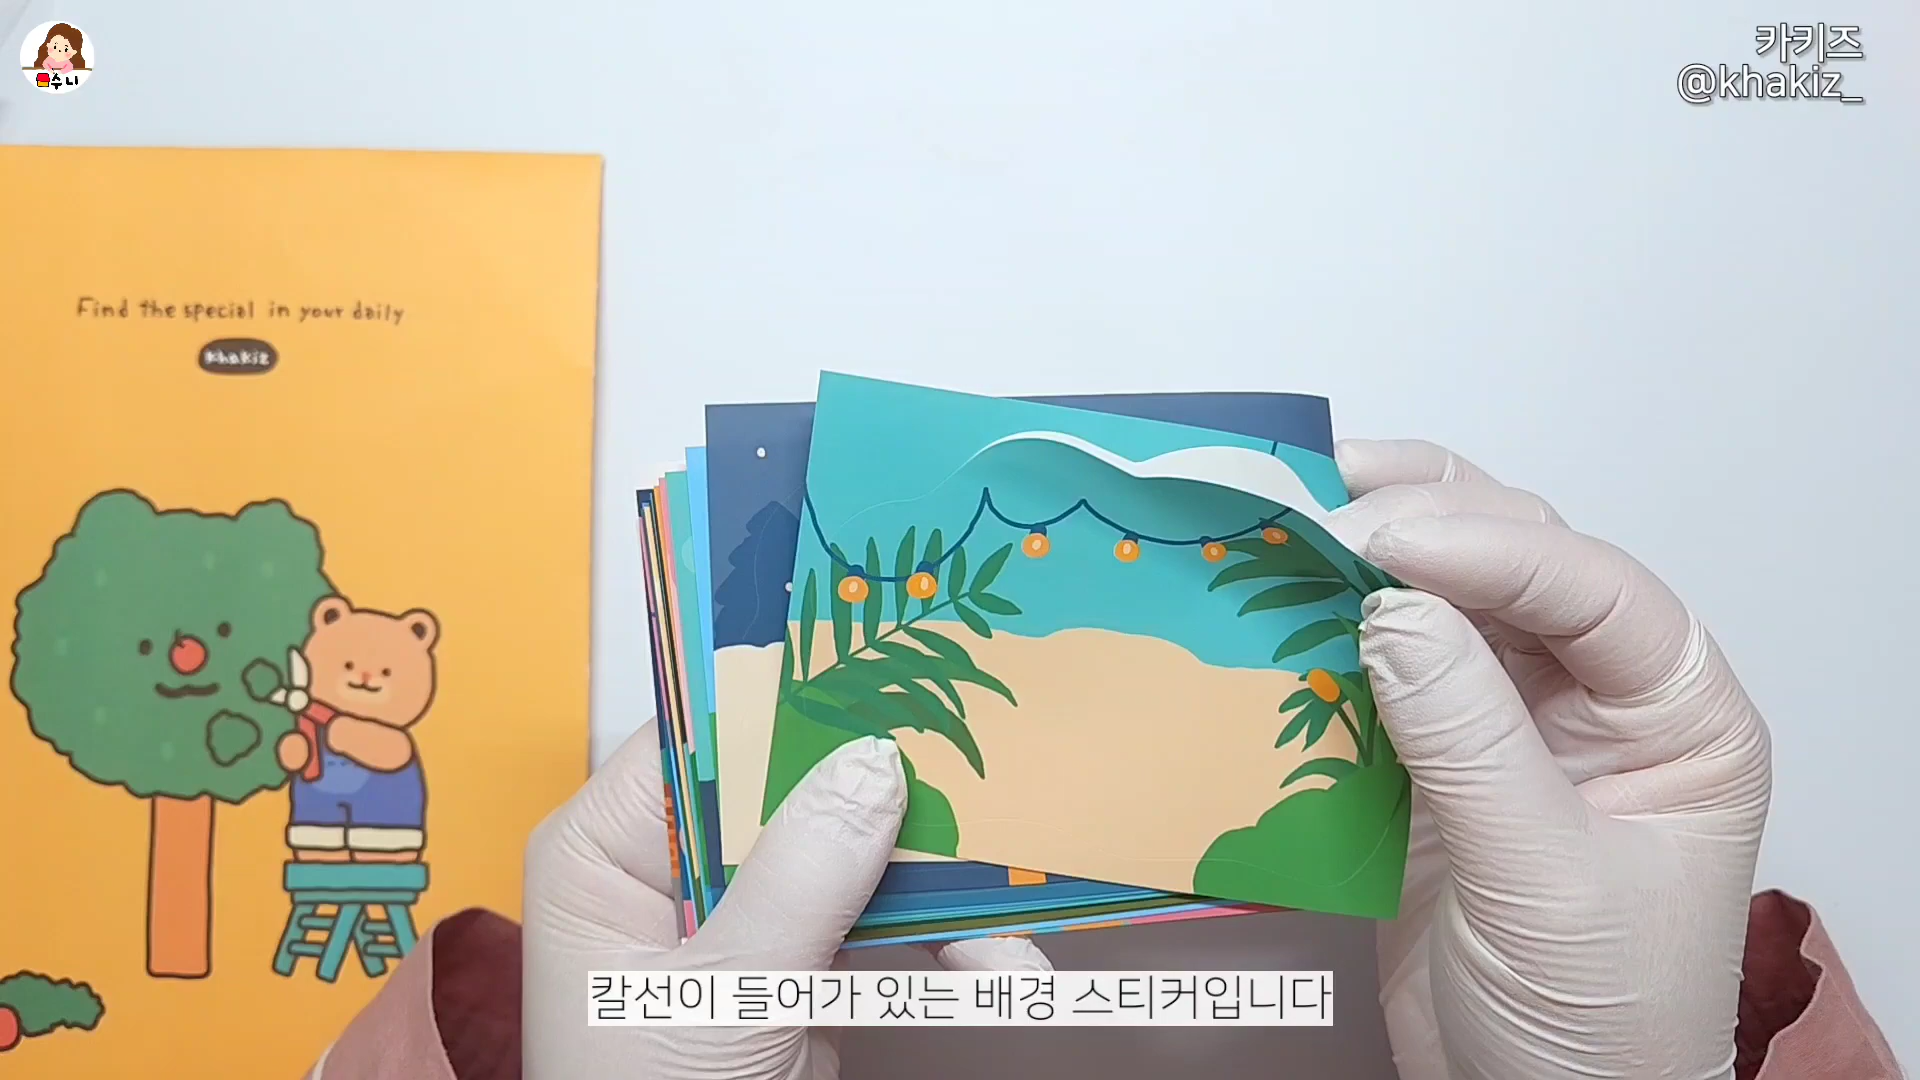 문수니
카키즈
@khakiz_
Find the special in your daily
khakiz
칼선이 들어가 있는 배경 스티커입니다